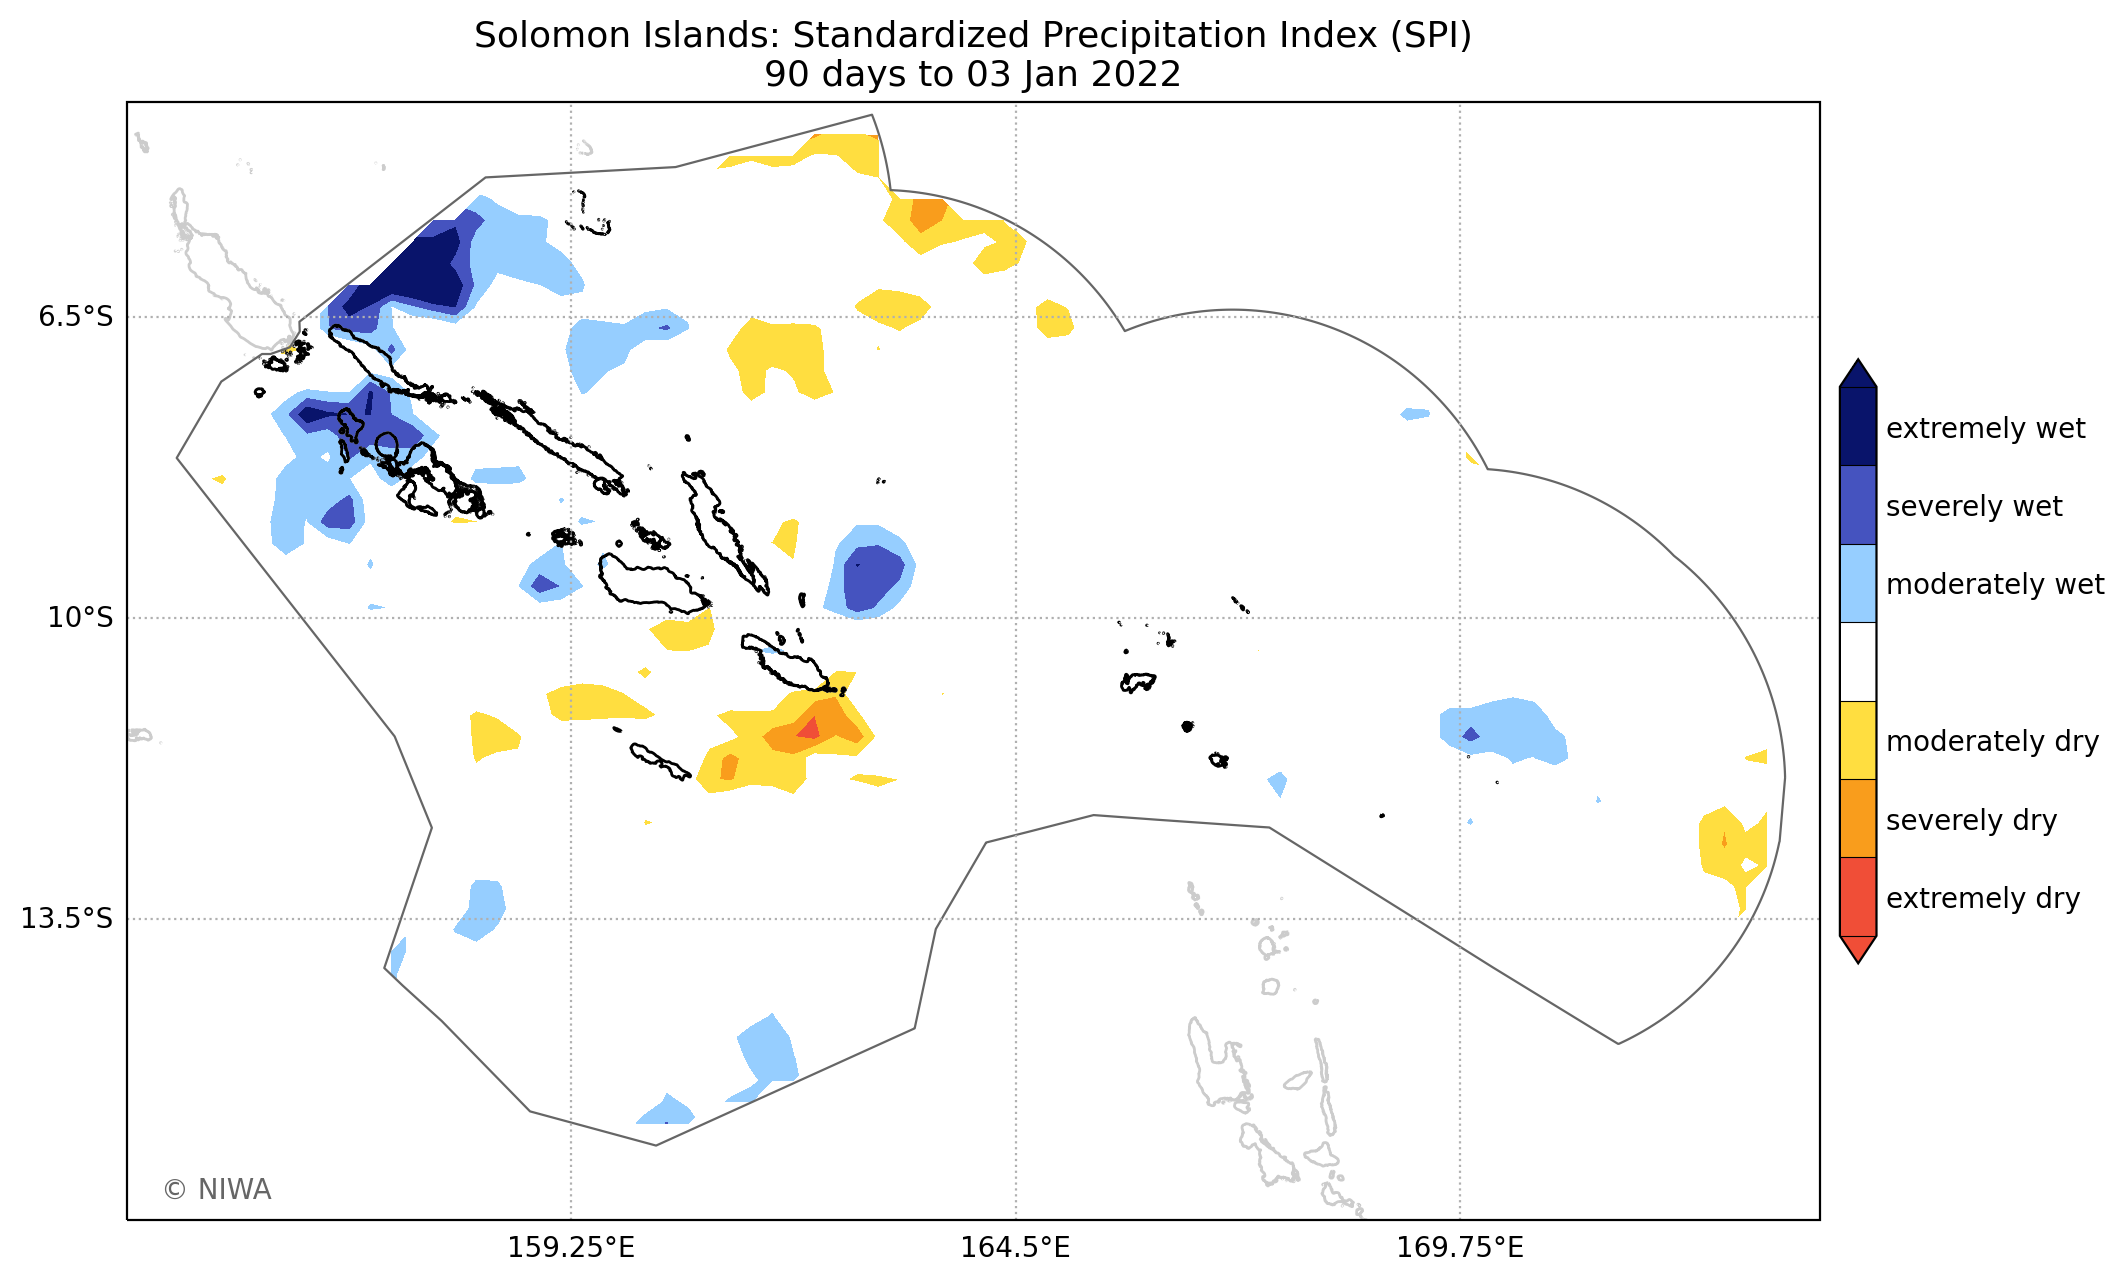 Solomon Islands: Standardized Precipitation Index (SPI)
90 days to 03 Jan 2022
6.5°S
10°S
13.5°S
159.25°E
164.5°E
169.75°E
extremely wet
severely wet
moderately wet
moderately dry
severely dry
extremely dry
© NIWA